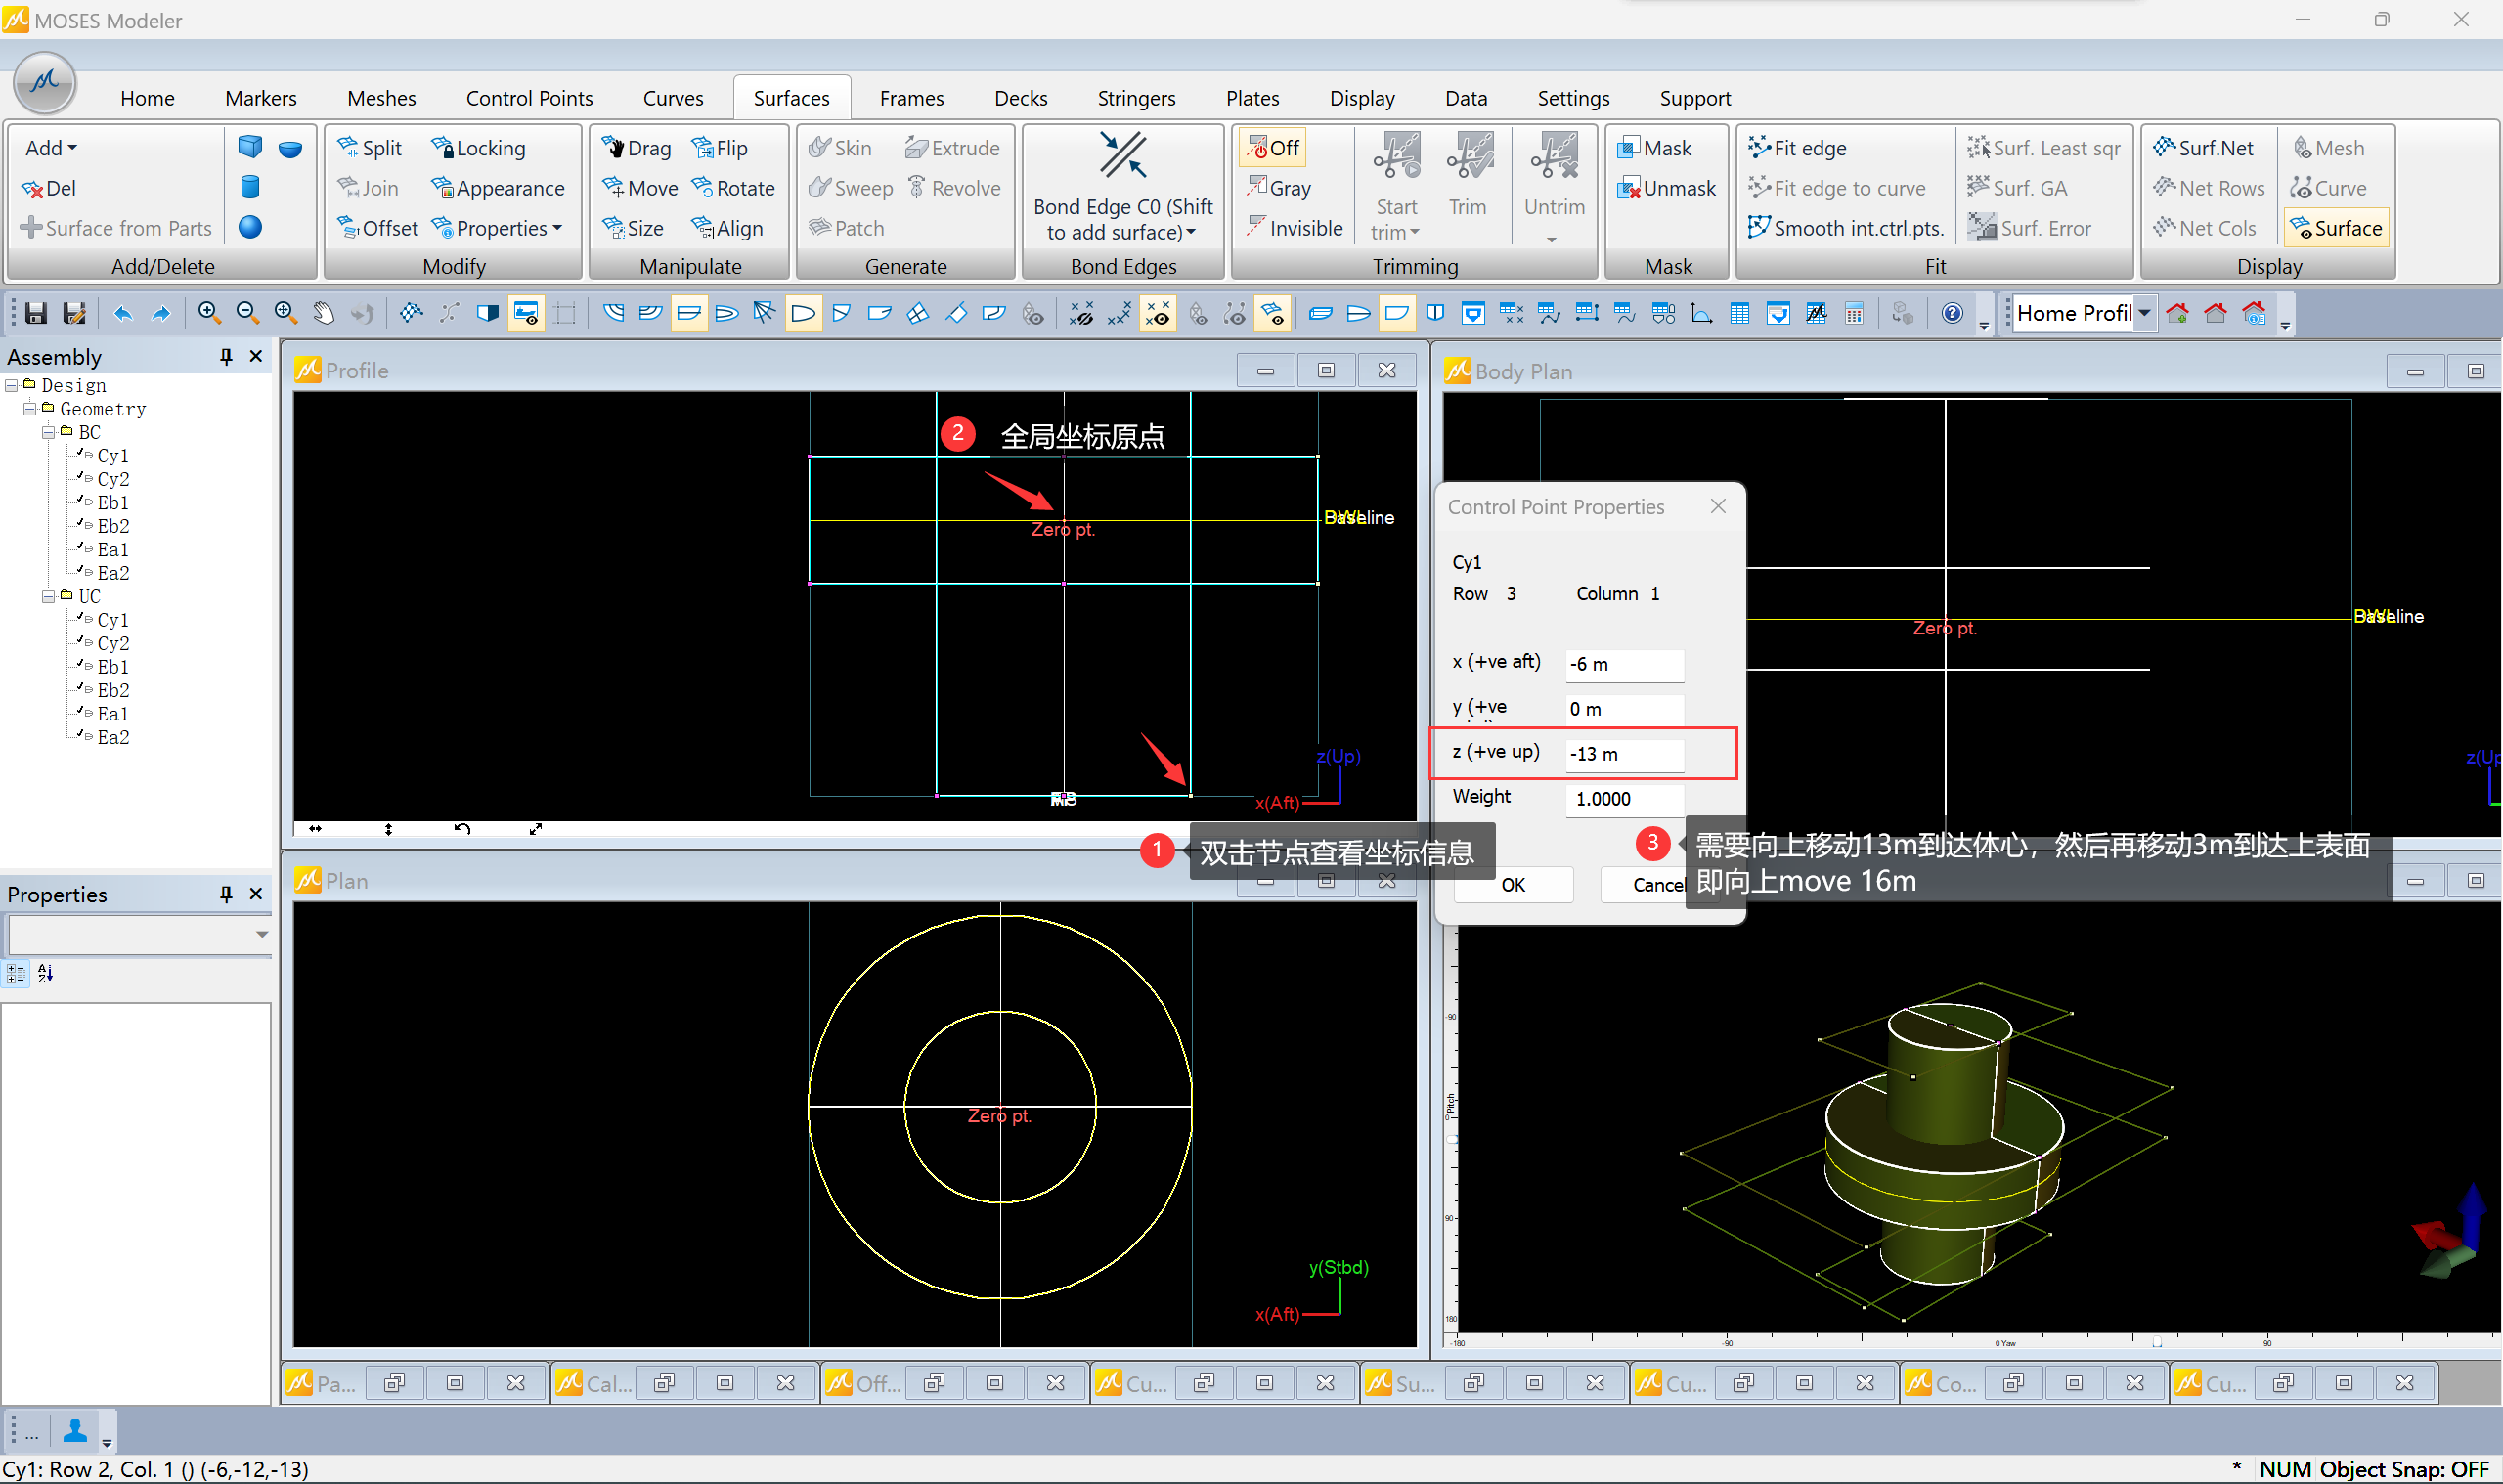 MOSES Modeler
Home Markers Meshes Control Points Curves Surfaces Frames Decks Stringers Plates Display Data Settings Support
Add
Del
Surface from Parts
Add/Delete
Split Locking
Join Appearance
Offset Properties
Modify
Drag Flip
Move Rotate
Size Align
Manipulate
Skin Extrude
Sweep Revolve
Patch
Generate
Bond Edge C0 (Shift
to add surface)
Bond Edges
Off
Gray
Invisible
Start
trim
Trim
Untrim
Trimming
Mask
Unmask
Mask
Fit edge
Fit edge to curve
Smooth int.ctrl.pts.
Surf. Least sqr
Surf. GA
Surf. Error
Fit
Surf.Net Mesh
Net Rows Curve
Net Cols Surface
Display
Home Profil
Assembly
Design
Geometry
BC
Cy1
Cy2
Eb1
Eb2
Ea1
Ea2
UC
Cy1
Cy2
Eb1
Eb2
Ea1
Ea2
Properties
Profile
2 全局坐标原点
Zero pt.
Baseline
z(Up)
x(Aft)
1 双击节点查看坐标信息
Body Plan
Zero pt.
Baseline
z(Up
Control Point Properties
Cy1
Row 3 Column 1
x (+ve aft) -6 m
y (+ve 0 m
z (+ve up) -13 m
Weight 1.0000
OK Cancel
3 需要向上移动13m到达体心，然后再移动3m到达上表面
即向上move 16m
Plan
Zero pt.
y(Stbd)
x(Aft)
-90
0 Pitch
90
180
-180 -90 0 Yaw 90
Pa... Cal... Off... Cu... Su... Cu... Co... Cu...
...
Cy1: Row 2, Col. 1 () (-6,-12,-13)
* NUM Object Snap: OFF